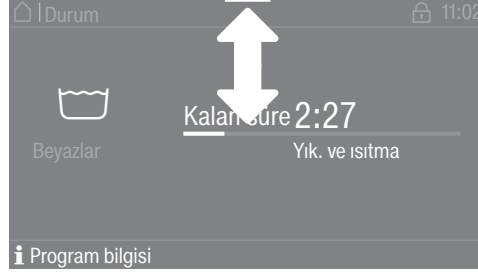 Durum 11:02
Kalan süre 2:27
Beyazlar Yık. ve ısıtma
Program bilgisi